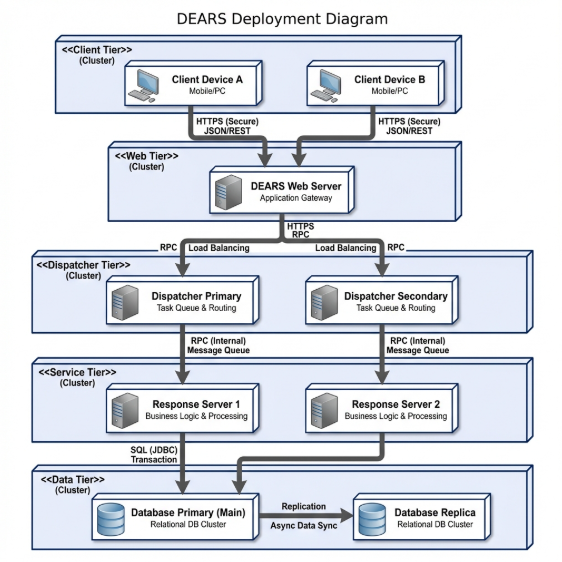 DEARS Deployment Diagram
<<Client Tier>>
(Cluster)
Client Device A
Mobile/PC
Client Device B
Mobile/PC
HTTPS (Secure)
JSON/REST
HTTPS (Secure)
JSON/REST
<<Web Tier>>
(Cluster)
DEARS Web Server
Application Gateway
HTTPS
RPC
RPC
Load Balancing
Load Balancing
RPC
<<Dispatcher Tier>>
(Cluster)
Dispatcher Primary
Task Queue & Routing
Dispatcher Secondary
Task Queue & Routing
RPC (Internal)
Message Queue
RPC (Internal)
Message Queue
<<Service Tier>>
(Cluster)
Response Server 1
Business Logic & Processing
Response Server 2
Business Logic & Processing
SQL (JDBC)
Transaction
<<Data Tier>>
(Cluster)
Database Primary (Main)
Relational DB Cluster
Replication
Async Data Sync
Database Replica
Relational DB Cluster